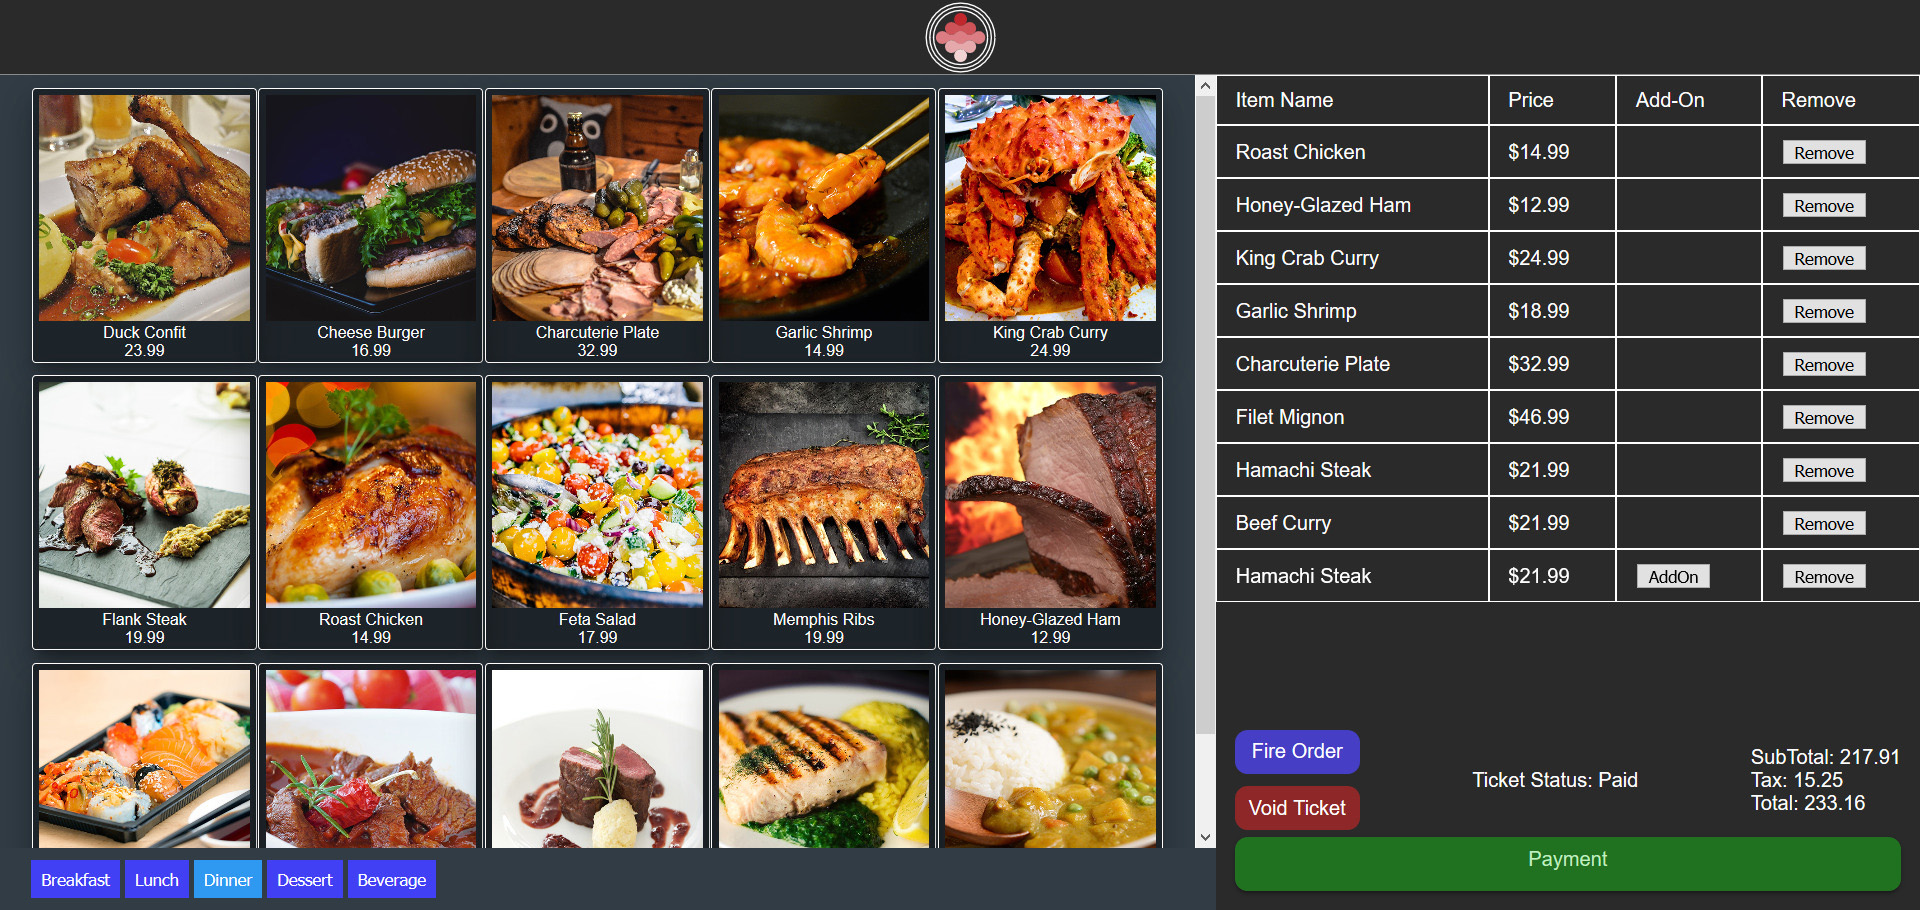 Duck Confit
23.99
Cheese Burger
16.99
Charcuterie Plate
32.99
Garlic Shrimp
14.99
King Crab Curry
24.99
Flank Steak
19.99
Roast Chicken
14.99
Feta Salad
17.99
Memphis Ribs
19.99
Honey-Glazed Ham
12.99
Breakfast
Lunch
Dinner
Dessert
Beverage
Item Name Price Add-On Remove
Roast Chicken $14.99 Remove
Honey-Glazed Ham $12.99 Remove
King Crab Curry $24.99 Remove
Garlic Shrimp $18.99 Remove
Charcuterie Plate $32.99 Remove
Filet Mignon $46.99 Remove
Hamachi Steak $21.99 Remove
Beef Curry $21.99 Remove
Hamachi Steak $21.99 AddOn Remove
Fire Order
Void Ticket
Ticket Status: Paid
SubTotal: 217.91
Tax: 15.25
Total: 233.16
Payment